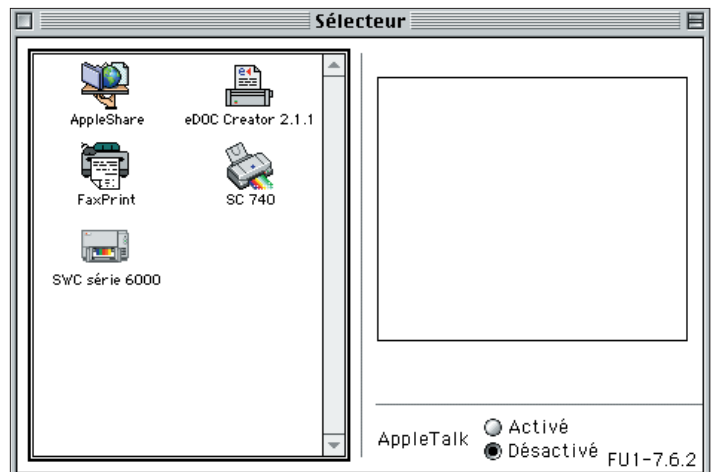 Sélecteur
AppleShare
eDOC Creator 2.1.1
FaxPrint
SC 740
SWC série 6000
AppleTalk
Activé
Désactivé
FU1-7.6.2